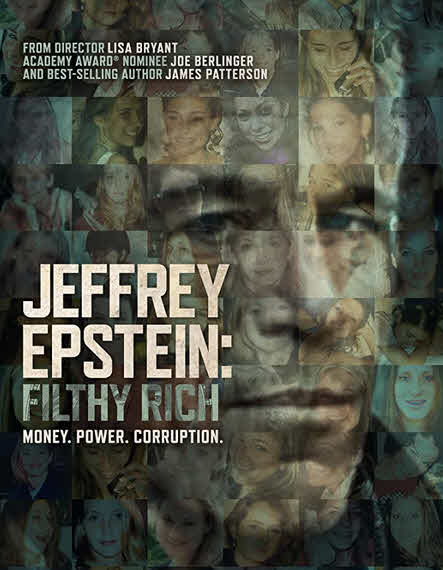 FROM DIRECTOR LISA BRYANT
ACADEMY AWARD® NOMINEE JOE BERLINGER
AND BEST-SELLING AUTHOR JAMES PATTERSON
JEFFREY
EPSTEIN:
FILTHY RICH
MONEY. POWER. CORRUPTION.